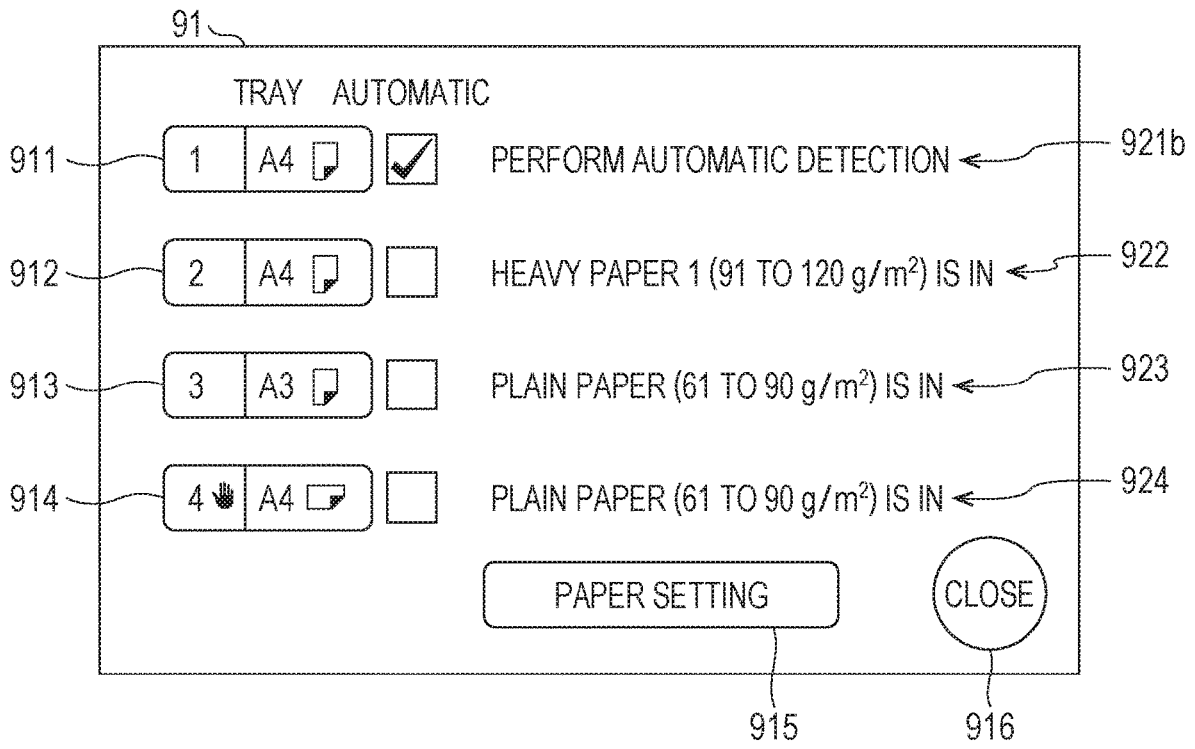 91
TRAY AUTOMATIC
911 1 A4 PERFORM AUTOMATIC DETECTION 921b
912 2 A4 HEAVY PAPER 1 (91 TO 120 g/m²) IS IN 922
913 3 A3 PLAIN PAPER (61 TO 90 g/m²) IS IN 923
914 4 A4 PLAIN PAPER (61 TO 90 g/m²) IS IN 924
PAPER SETTING CLOSE
915 916